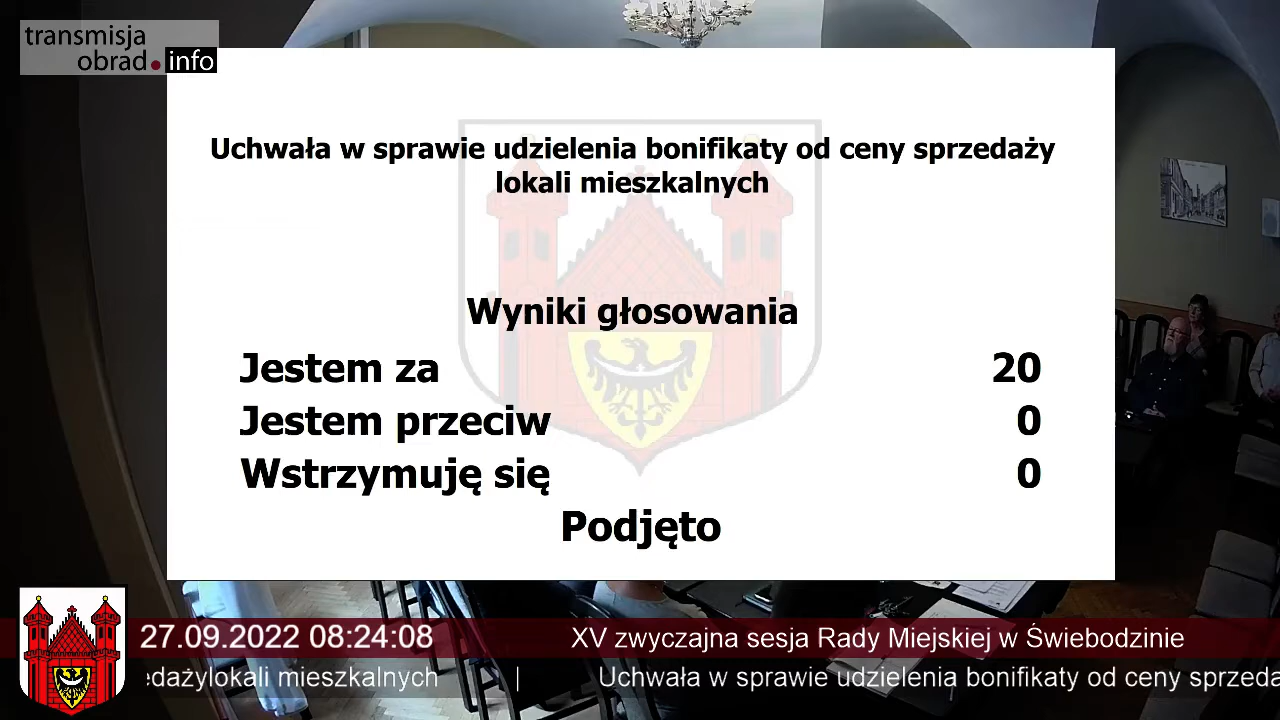 transmisja
obrad.info
Uchwała w sprawie udzielenia bonifikaty od ceny sprzedaży
lokali mieszkalnych
Wyniki głosowania
Jestem za 20
Jestem przeciw 0
Wstrzymuję się 0
Podjęto
27.09.2022 08:24:08 XV zwyczajna sesja Rady Miejskiej w Świebodzinie
edażylokali mieszkalnych | Uchwała w sprawie udzielenia bonifikaty od ceny sprzeda